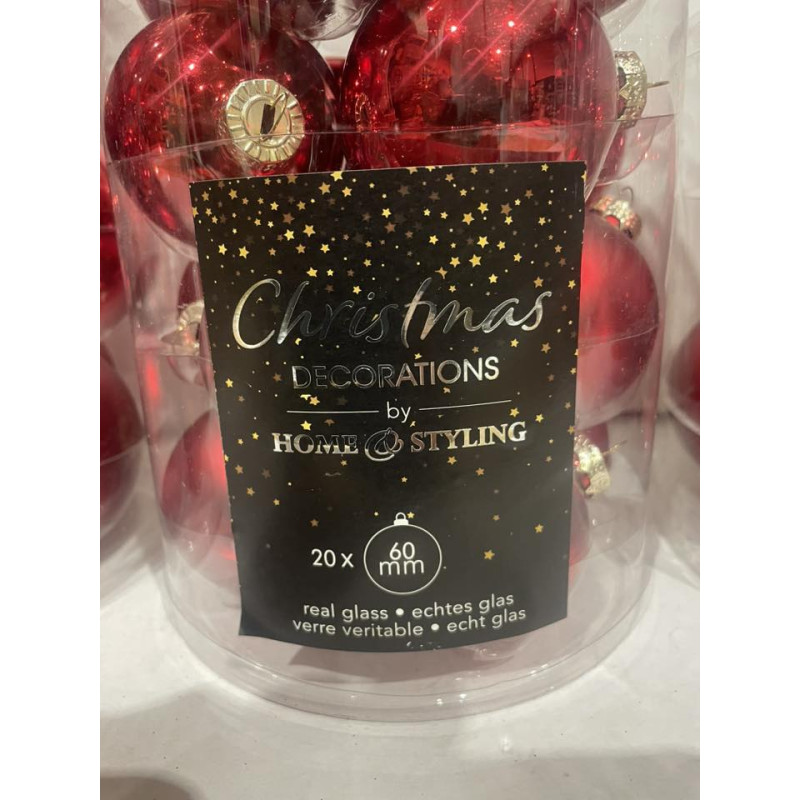 Christmas
DECORATIONS
by
HOME & STYLING
20 x 60 mm
real glass • echtes glas
verre veritable • echt glas